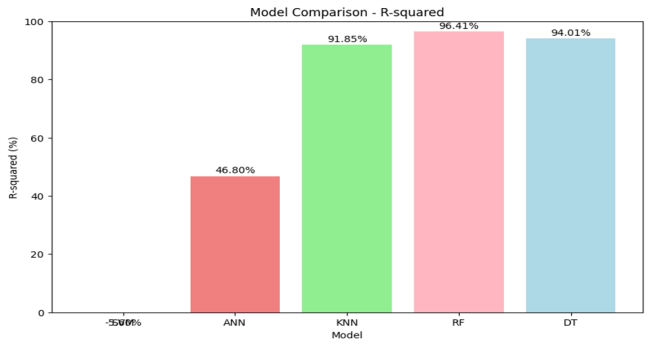 Model Comparison - R-squared
R-squared (%)
100
80
60
40
20
0
46.80%
91.85%
96.41%
94.01%
ANN
KNN
RF
DT
Model